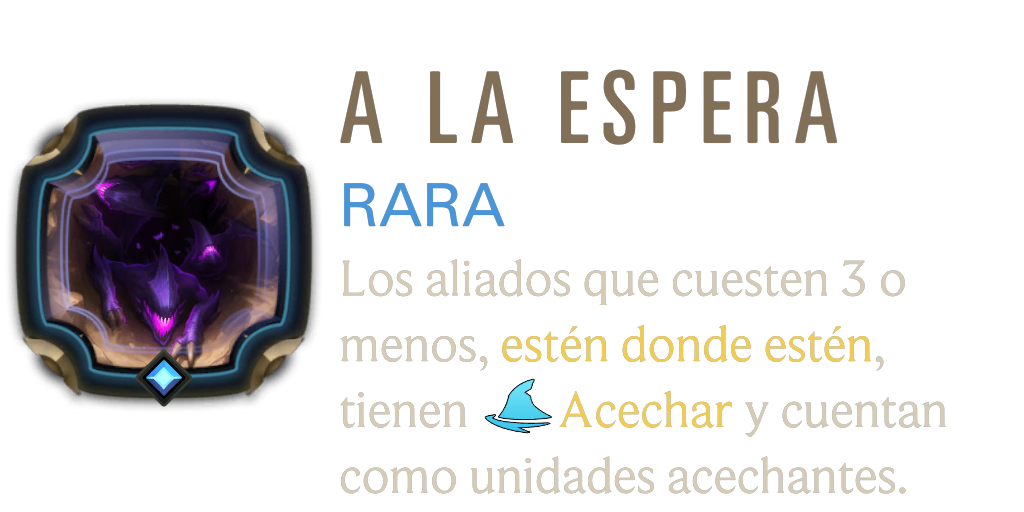 A LA ESPERA
RARA
Los aliados que cuesten 3 o
menos, estén donde estén,
tienen Acechar y cuentan
como unidades acechantes.